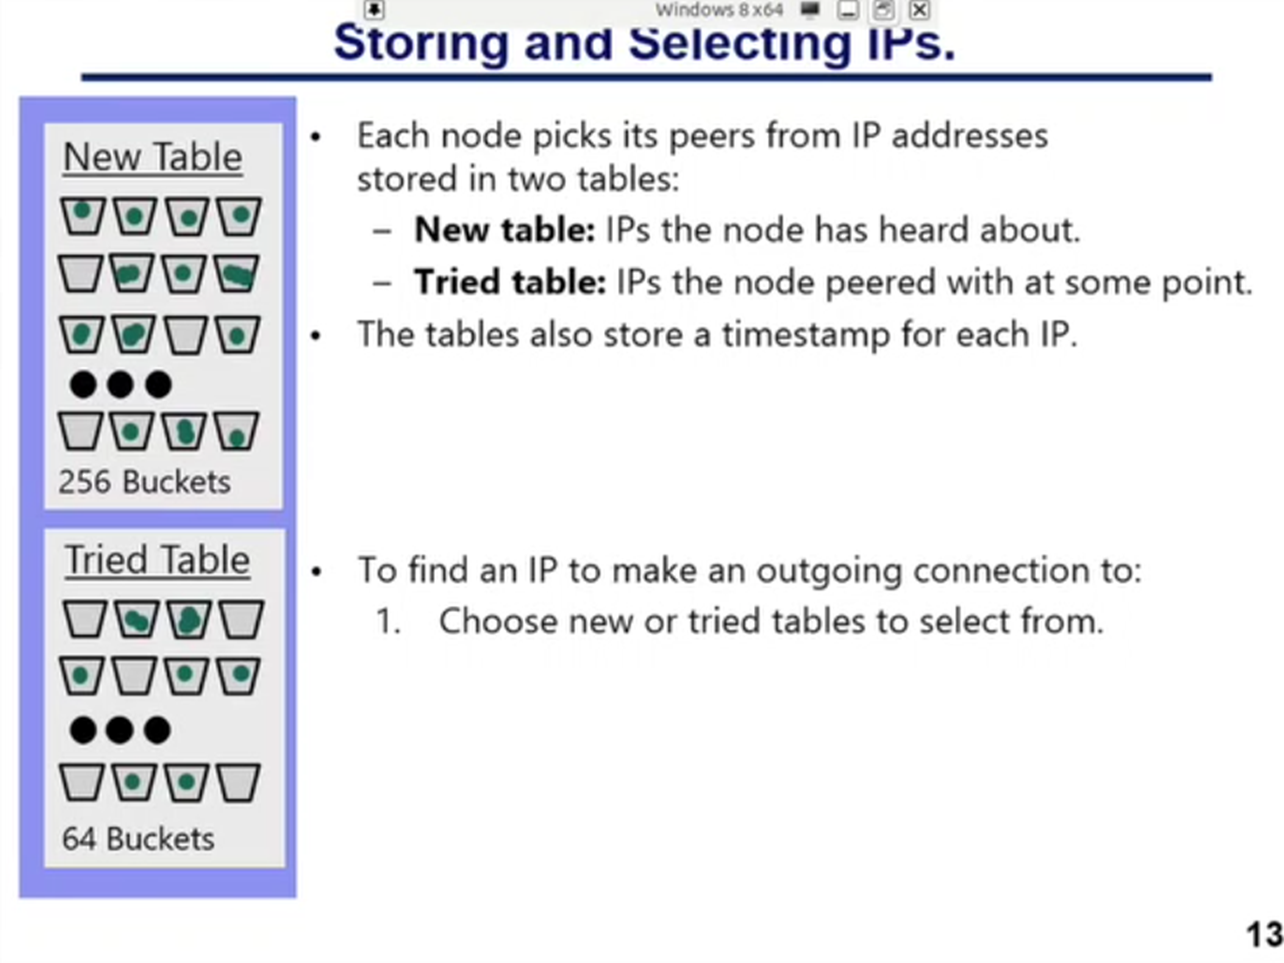 Windows 8 x64
Storing and Selecting IPs.
New Table
256 Buckets
Tried Table
64 Buckets
• Each node picks its peers from IP addresses
stored in two tables:
– New table: IPs the node has heard about.
– Tried table: IPs the node peered with at some point.
• The tables also store a timestamp for each IP.
• To find an IP to make an outgoing connection to:
1. Choose new or tried tables to select from.
13